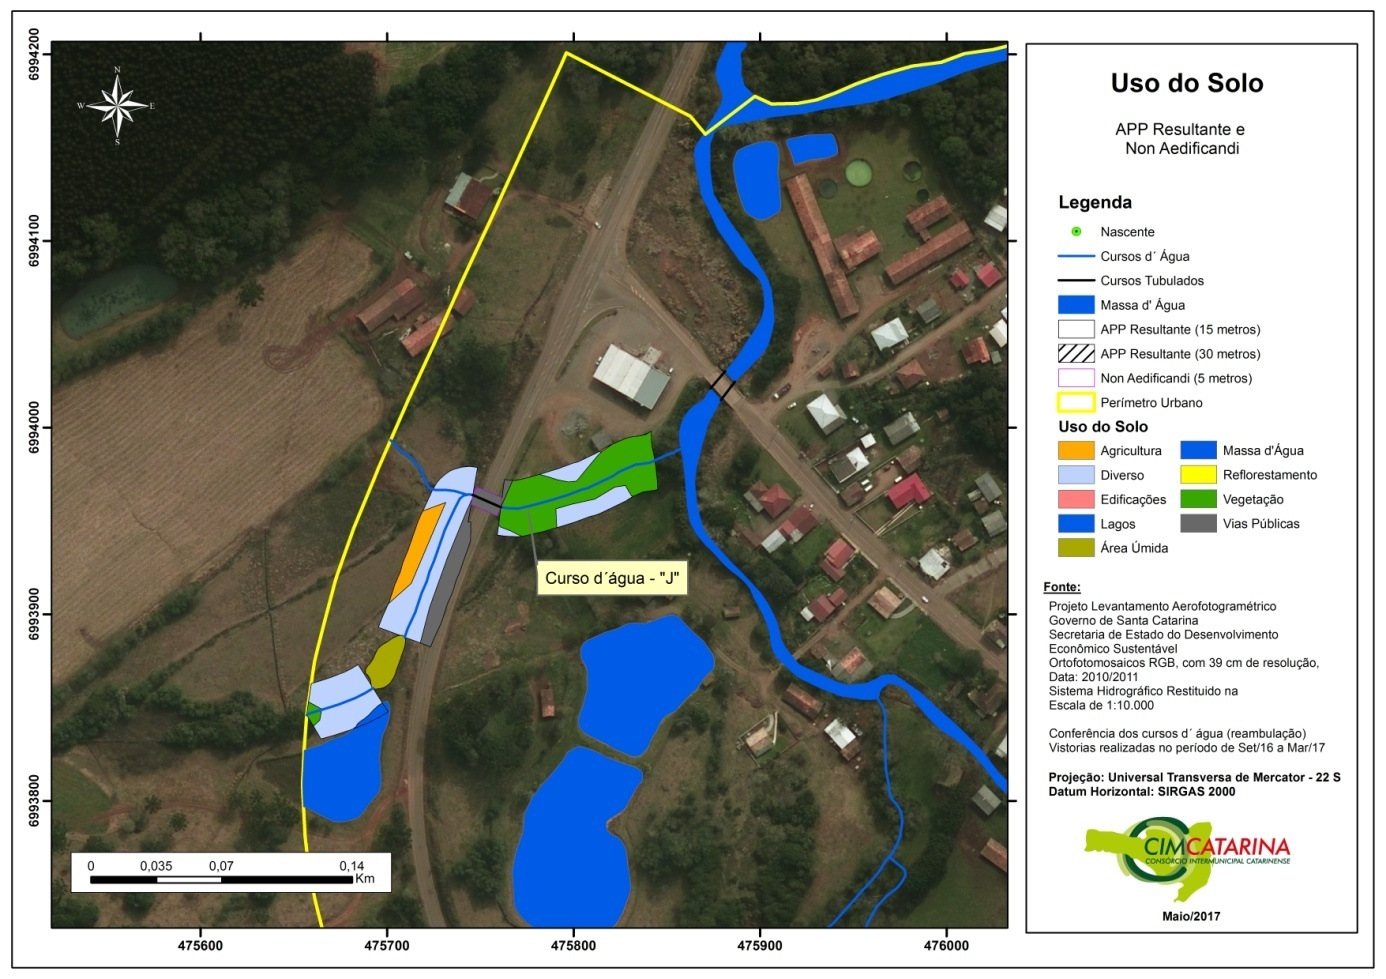 Uso do Solo
APP Resultante e
Non Aedificandi
Legenda
Nascente
Cursos d´ Água
Cursos Tubulados
Massa d' Água
APP Resultante (15 metros)
APP Resultante (30 metros)
Non Aedificandi (5 metros)
Perímetro Urbano
Uso do Solo
Agricultura
Diverso
Edificações
Lagos
Área Úmida
Massa d'Água
Reflorestamento
Vegetação
Vias Públicas
Fonte:
Projeto Levantamento Aerofotogramétrico
Governo de Santa Catarina
Secretaria de Estado do Desenvolvimento
Econômico Sustentável
Ortofotomosaicos RGB, com 39 cm de resolução,
Data: 2010/2011
Sistema Hidrográfico Restituido na
Escala de 1:10.000
Conferência dos cursos d´ água (reambulação)
Vistorias realizadas no período de Set/16 a Mar/17
Projeção: Universal Transversa de Mercator - 22 S
Datum Horizontal: SIRGAS 2000
CIMCATARINA
CONSÓRCIO INTERMUNICIPAL CATARINENSE
Maio/2017
N
W
E
S
Curso d´água - "J"
0 0,035 0,07 0,14
Km
6994200
6994100
6994000
6993900
6993800
475600 475700 475800 475900 476000